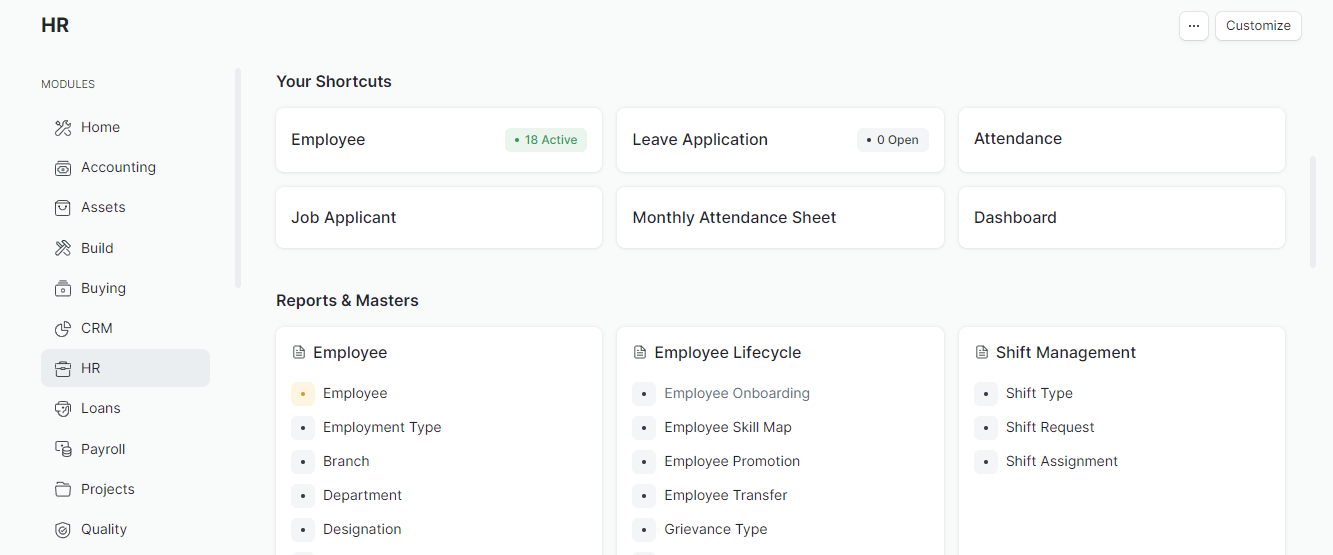 HR
...
Customize
MODULES
Home
Accounting
Assets
Build
Buying
CRM
HR
Loans
Payroll
Projects
Quality
Your Shortcuts
Employee
• 18 Active
Leave Application
• 0 Open
Attendance
Job Applicant
Monthly Attendance Sheet
Dashboard
Reports & Masters
Employee
• Employee
• Employment Type
• Branch
• Department
• Designation
Employee Lifecycle
• Employee Onboarding
• Employee Skill Map
• Employee Promotion
• Employee Transfer
• Grievance Type
Shift Management
• Shift Type
• Shift Request
• Shift Assignment